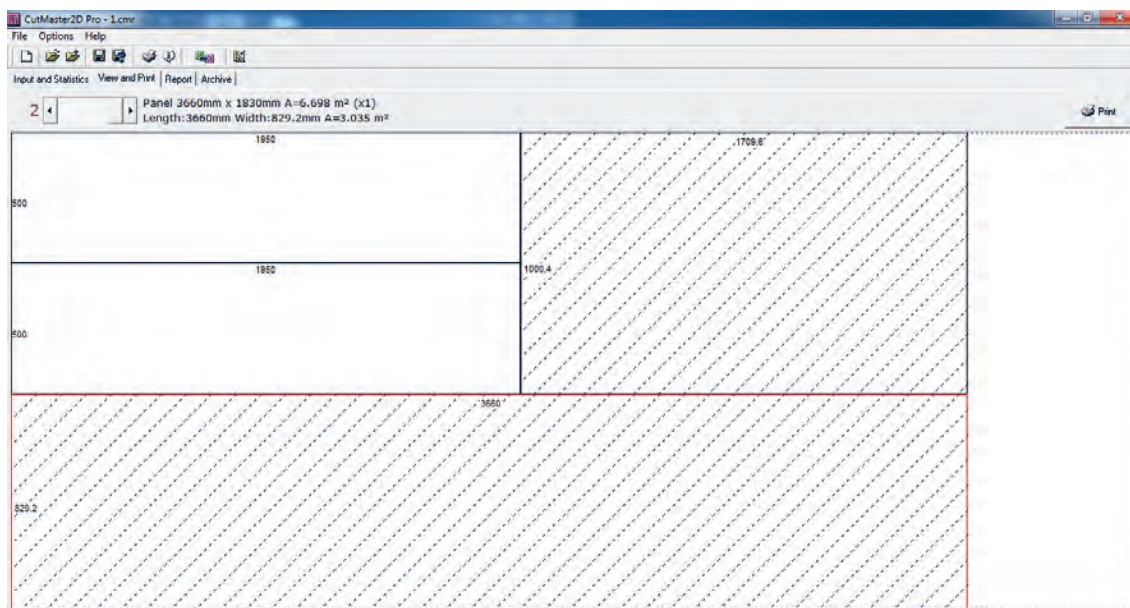 CutMaster2D Pro - 1.cmr
File Options Help
Input and Statistics View and Print Report Archive
2
Panel 3660mm x 1830mm A=6.698 m² (x1)
Length:3660mm Width:829.2mm A=3.035 m²
Print
1950
1709.6
500
1950
1000.4
500
3660
829.2